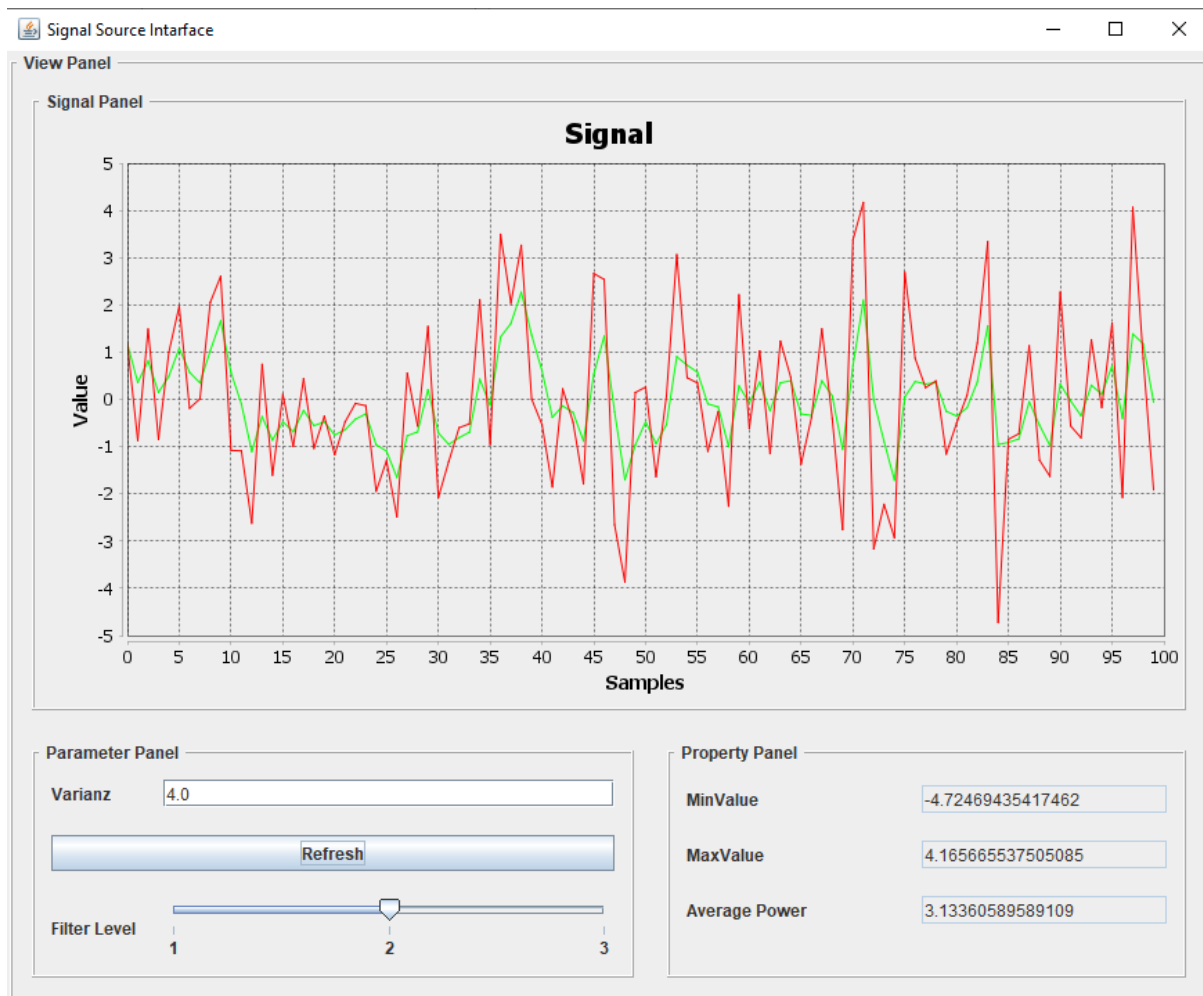 Signal Source Intarface
View Panel
Signal Panel
Signal
5
4
3
2
1
0
-1
-2
-3
-4
-5
Value
0 5 10 15 20 25 30 35 40 45 50 55 60 65 70 75 80 85 90 95 100
Samples
Parameter Panel
Varianz 4.0
Refresh
Filter Level
1 2 3
Property Panel
MinValue -4.72469435417462
MaxValue 4.165665537505085
Average Power 3.13360589589109